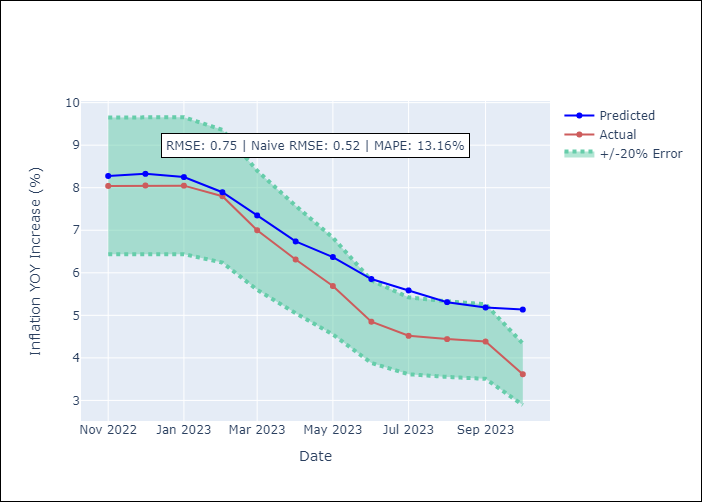 RMSE: 0.75 | Naive RMSE: 0.52 | MAPE: 13.16%
Predicted
Actual
+/-20% Error
Inflation YOY Increase (%)
10
9
8
7
6
5
4
3
Nov 2022
Jan 2023
Mar 2023
May 2023
Jul 2023
Sep 2023
Date